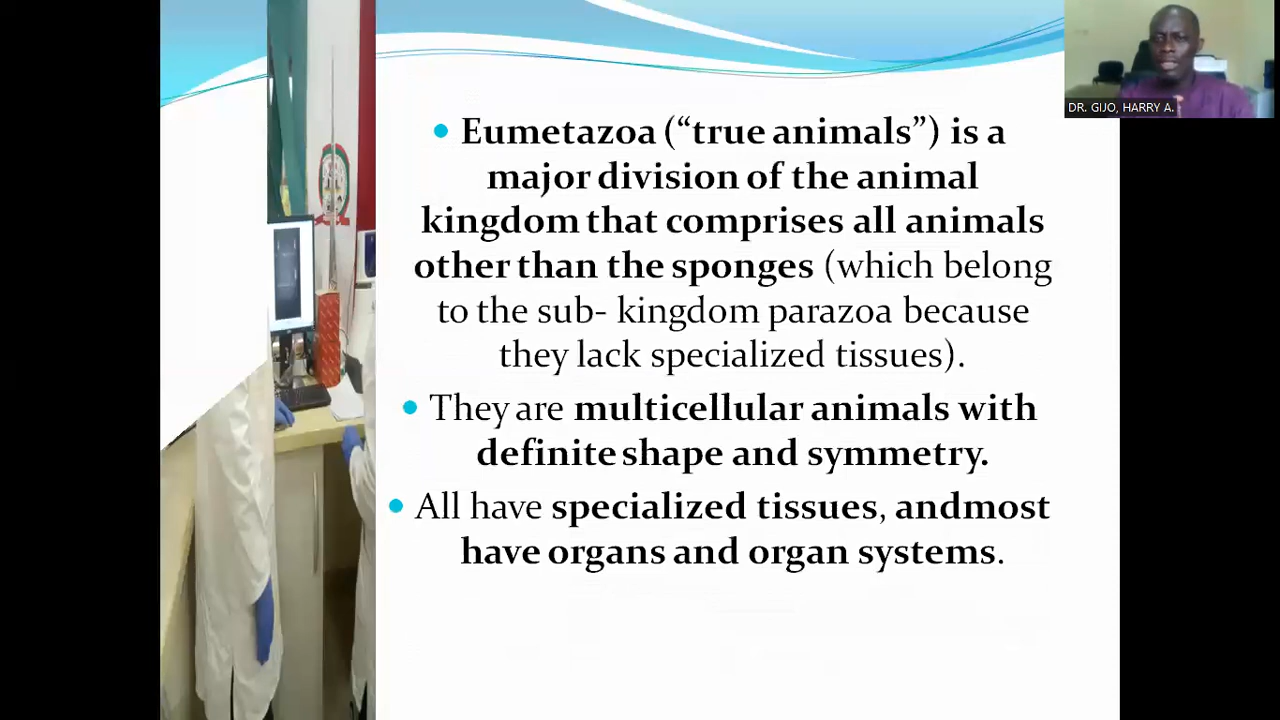 DR. GIJO, HARRY A.
• Eumetazoa (“true animals”) is a
major division of the animal
kingdom that comprises all animals
other than the sponges (which belong
to the sub- kingdom parazoa because
they lack specialized tissues).
• They are multicellular animals with
definite shape and symmetry.
• All have specialized tissues, andmost
have organs and organ systems.